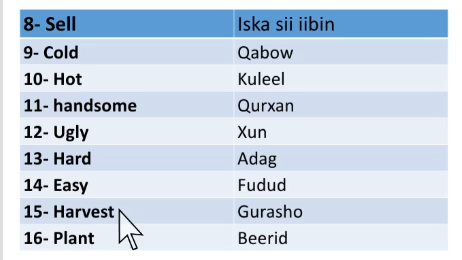 8- Sell Iska sii iibin
9- Cold Qabow
10- Hot Kuleel
11- handsome Qurxan
12- Ugly Xun
13- Hard Adag
14- Easy Fudud
15- Harvest Gurasho
16- Plant Beerid